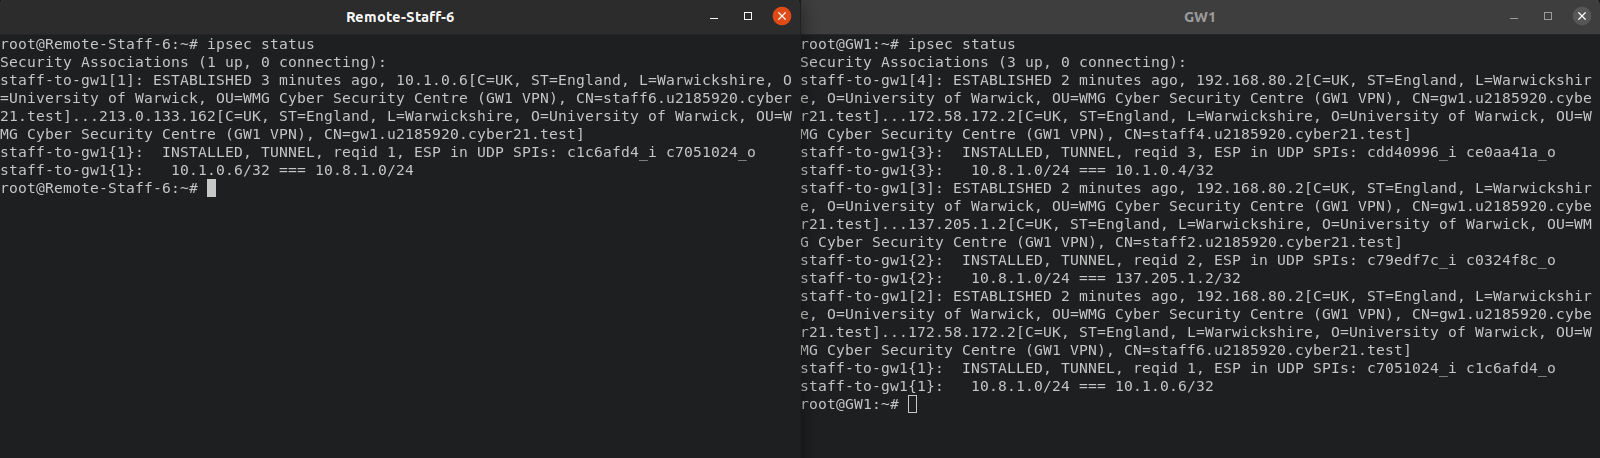 Remote-Staff-6
root@Remote-Staff-6:~# ipsec status
Security Associations (1 up, 0 connecting):
staff-to-gw1[1]: ESTABLISHED 3 minutes ago, 10.1.0.6[C=UK, ST=England, L=Warwickshire, O
=University of Warwick, OU=WMG Cyber Security Centre (GW1 VPN), CN=staff6.u2185920.cyber
21.test]...213.0.133.162[C=UK, ST=England, L=Warwickshire, O=University of Warwick, OU=W
MG Cyber Security Centre (GW1 VPN), CN=gw1.u2185920.cyber21.test]
staff-to-gw1{1}:  INSTALLED, TUNNEL, reqid 1, ESP in UDP SPIs: c1c6afd4_i c7051024_o
staff-to-gw1{1}:   10.1.0.6/32 === 10.8.1.0/24
root@Remote-Staff-6:~#
GW1
root@GW1:~# ipsec status
Security Associations (3 up, 0 connecting):
staff-to-gw1[4]: ESTABLISHED 2 minutes ago, 192.168.80.2[C=UK, ST=England, L=Warwickshir
e, O=University of Warwick, OU=WMG Cyber Security Centre (GW1 VPN), CN=gw1.u2185920.cybe
r21.test]...172.58.172.2[C=UK, ST=England, L=Warwickshire, O=University of Warwick, OU=W
MG Cyber Security Centre (GW1 VPN), CN=staff4.u2185920.cyber21.test]
staff-to-gw1{3}:  INSTALLED, TUNNEL, reqid 3, ESP in UDP SPIs: cdd40996_i ce0aa41a_o
staff-to-gw1{3}:   10.8.1.0/24 === 10.1.0.4/32
staff-to-gw1[3]: ESTABLISHED 2 minutes ago, 192.168.80.2[C=UK, ST=England, L=Warwickshir
e, O=University of Warwick, OU=WMG Cyber Security Centre (GW1 VPN), CN=gw1.u2185920.cybe
r21.test]...137.205.1.2[C=UK, ST=England, L=Warwickshire, O=University of Warwick, OU=WM
G Cyber Security Centre (GW1 VPN), CN=staff2.u2185920.cyber21.test]
staff-to-gw1{2}:  INSTALLED, TUNNEL, reqid 2, ESP in UDP SPIs: c79edf7c_i c0324f8c_o
staff-to-gw1{2}:   10.8.1.0/24 === 137.205.1.2/32
staff-to-gw1[2]: ESTABLISHED 2 minutes ago, 192.168.80.2[C=UK, ST=England, L=Warwickshir
e, O=University of Warwick, OU=WMG Cyber Security Centre (GW1 VPN), CN=gw1.u2185920.cybe
r21.test]...172.58.172.2[C=UK, ST=England, L=Warwickshire, O=University of Warwick, OU=W
MG Cyber Security Centre (GW1 VPN), CN=staff6.u2185920.cyber21.test]
staff-to-gw1{1}:  INSTALLED, TUNNEL, reqid 1, ESP in UDP SPIs: c7051024_i c1c6afd4_o
staff-to-gw1{1}:   10.8.1.0/24 === 10.1.0.6/32
root@GW1:~#